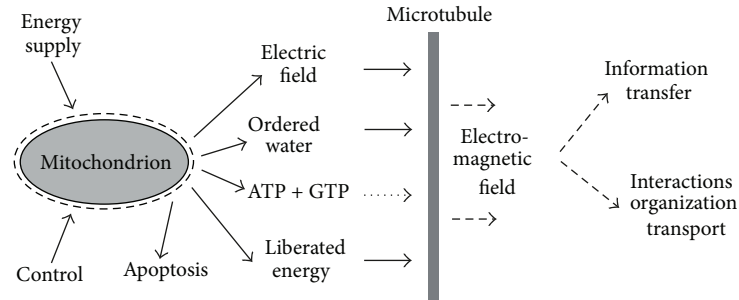 Microtubule
Energy
supply
Electric
field
Information
transfer
Ordered
water
Electro-
magnetic
field
Mitochondrion
ATP + GTP
Interactions
organization
transport
Liberated
energy
Control
Apoptosis